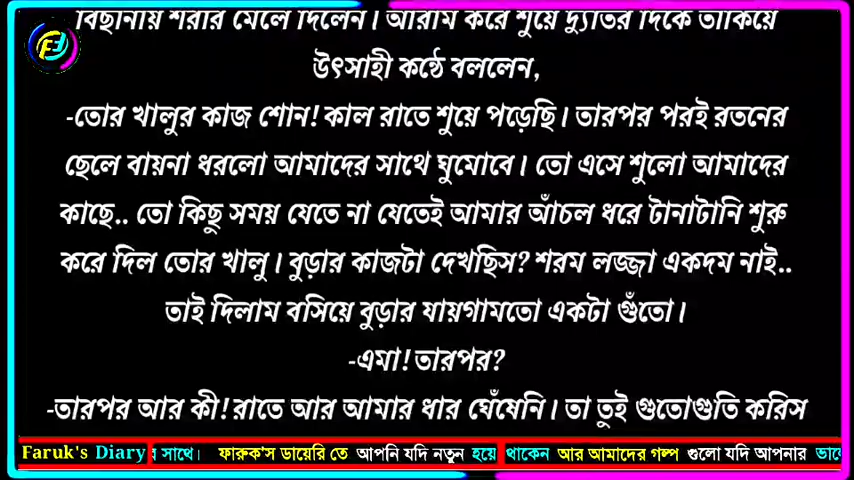 বিছানায় শরীর মেলে দিলেন। আরাম করে শুয়ে দ্যুতির দিকে তাকিয়ে
উৎসাহী কন্ঠে বললেন,
-তোর খালুর কাজ শোন! কাল রাতে শুয়ে পড়েছি। তারপর পরই রতনের
ছেলে বায়না ধরলো আমাদের সাথে ঘুমোবে। তো এসে শুলো আমাদের
কাছে.. তো কিছু সময় যেতে না যেতেই আমার আঁচল ধরে টানাটানি শুরু
করে দিল তোর খালু। বুড়ার কাজটা দেখছিস? শরম লজ্জা একদম নাই..
তাই দিলাম বসিয়ে বুড়ার যায়গামতো একটা গুঁতো।
-এমা! তারপর?
-তারপর আর কী! রাতে আর আমার ধার ঘেঁষেনি। তা তুই গুতোগুতি করিস
Faruk's Diary র সাথে। ফারুক'স ডায়েরি তে আপনি যদি নতুন হয়ে থাকেন আর আমাদের গল্প গুলো যদি আপনার